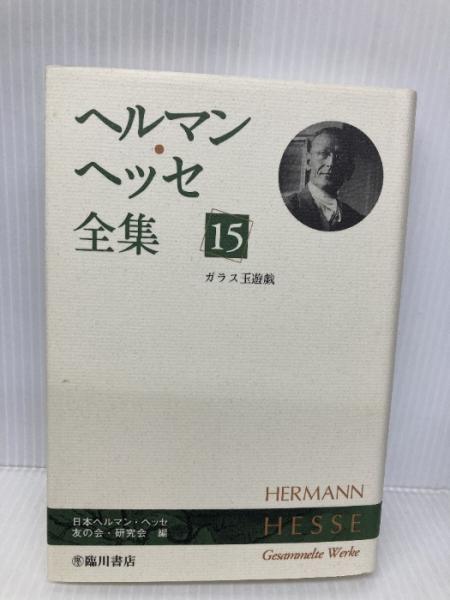 ヘルマン・
ヘッセ
全集 15
ガラス玉遊戯
HERMANN
HESSE
Gesammelte Werke
日本ヘルマン・ヘッセ
友の会・研究会 編
臨川書店